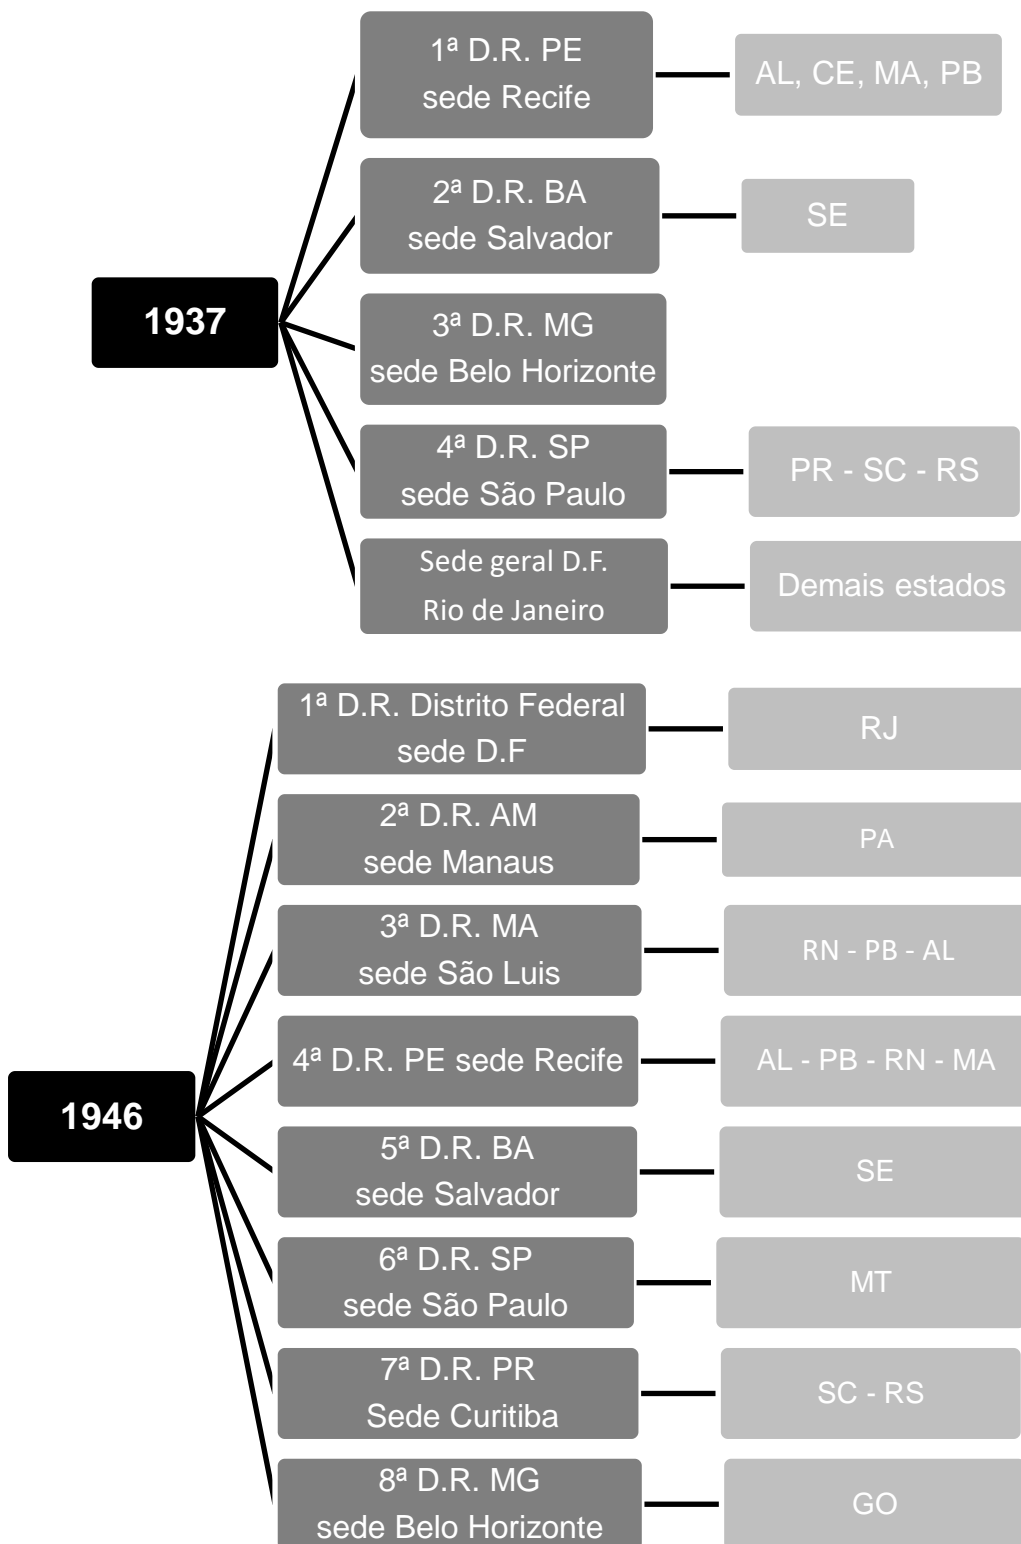 1937
1ª D.R. PE
sede Recife
AL, CE, MA, PB
2ª D.R. BA
sede Salvador
SE
3ª D.R. MG
sede Belo Horizonte
4ª D.R. SP
sede São Paulo
PR - SC - RS
Sede geral D.F.
Rio de Janeiro
Demais estados
1946
1ª D.R. Distrito Federal
sede D.F
RJ
2ª D.R. AM
sede Manaus
PA
3ª D.R. MA
sede São Luis
RN - PB - AL
4ª D.R. PE sede Recife
AL - PB - RN - MA
5ª D.R. BA
sede Salvador
SE
6ª D.R. SP
sede São Paulo
MT
7ª D.R. PR
Sede Curitiba
SC - RS
8ª D.R. MG
sede Belo Horizonte
GO